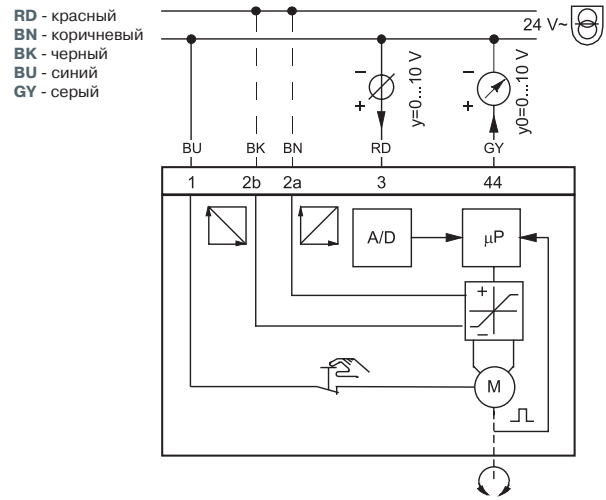 RD - красный
BN - коричневый
BK - черный
BU - синий
GY - серый
24 V~
y=0...10 V
y0=0...10 V
BU BK BN RD GY
1 2b 2a 3 44
A/D µP
+
−
M